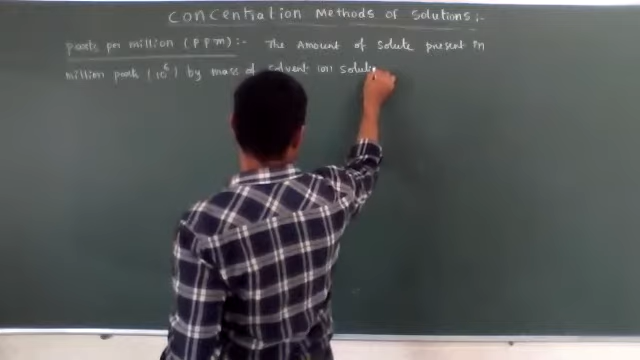 Concentration Methods of Solutions :-
parts per million (PPM) :- The Amount of solute present in
million parts (10⁶) by mass of solvent (or) soluti